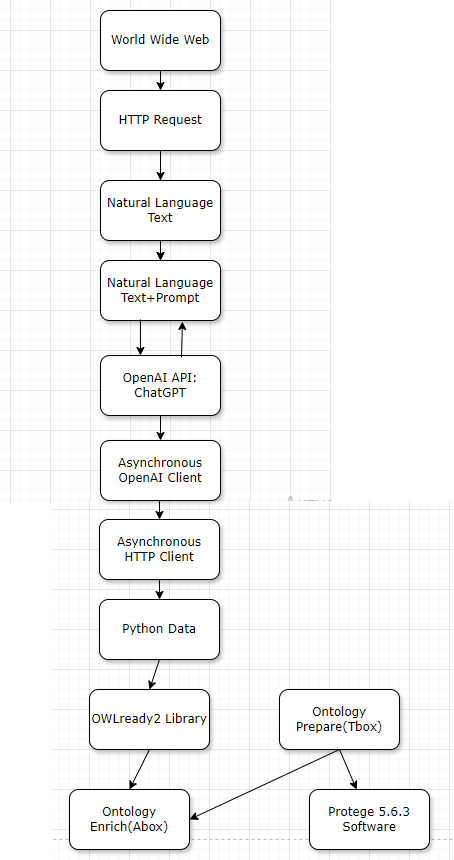 World Wide Web
HTTP Request
Natural Language
Text
Natural Language
Text+Prompt
OpenAI API:
ChatGPT
Asynchronous
OpenAI Client
Asynchronous
HTTP Client
Python Data
OWLready2 Library
Ontology
Prepare(Tbox)
Ontology
Enrich(Abox)
Protege 5.6.3
Software